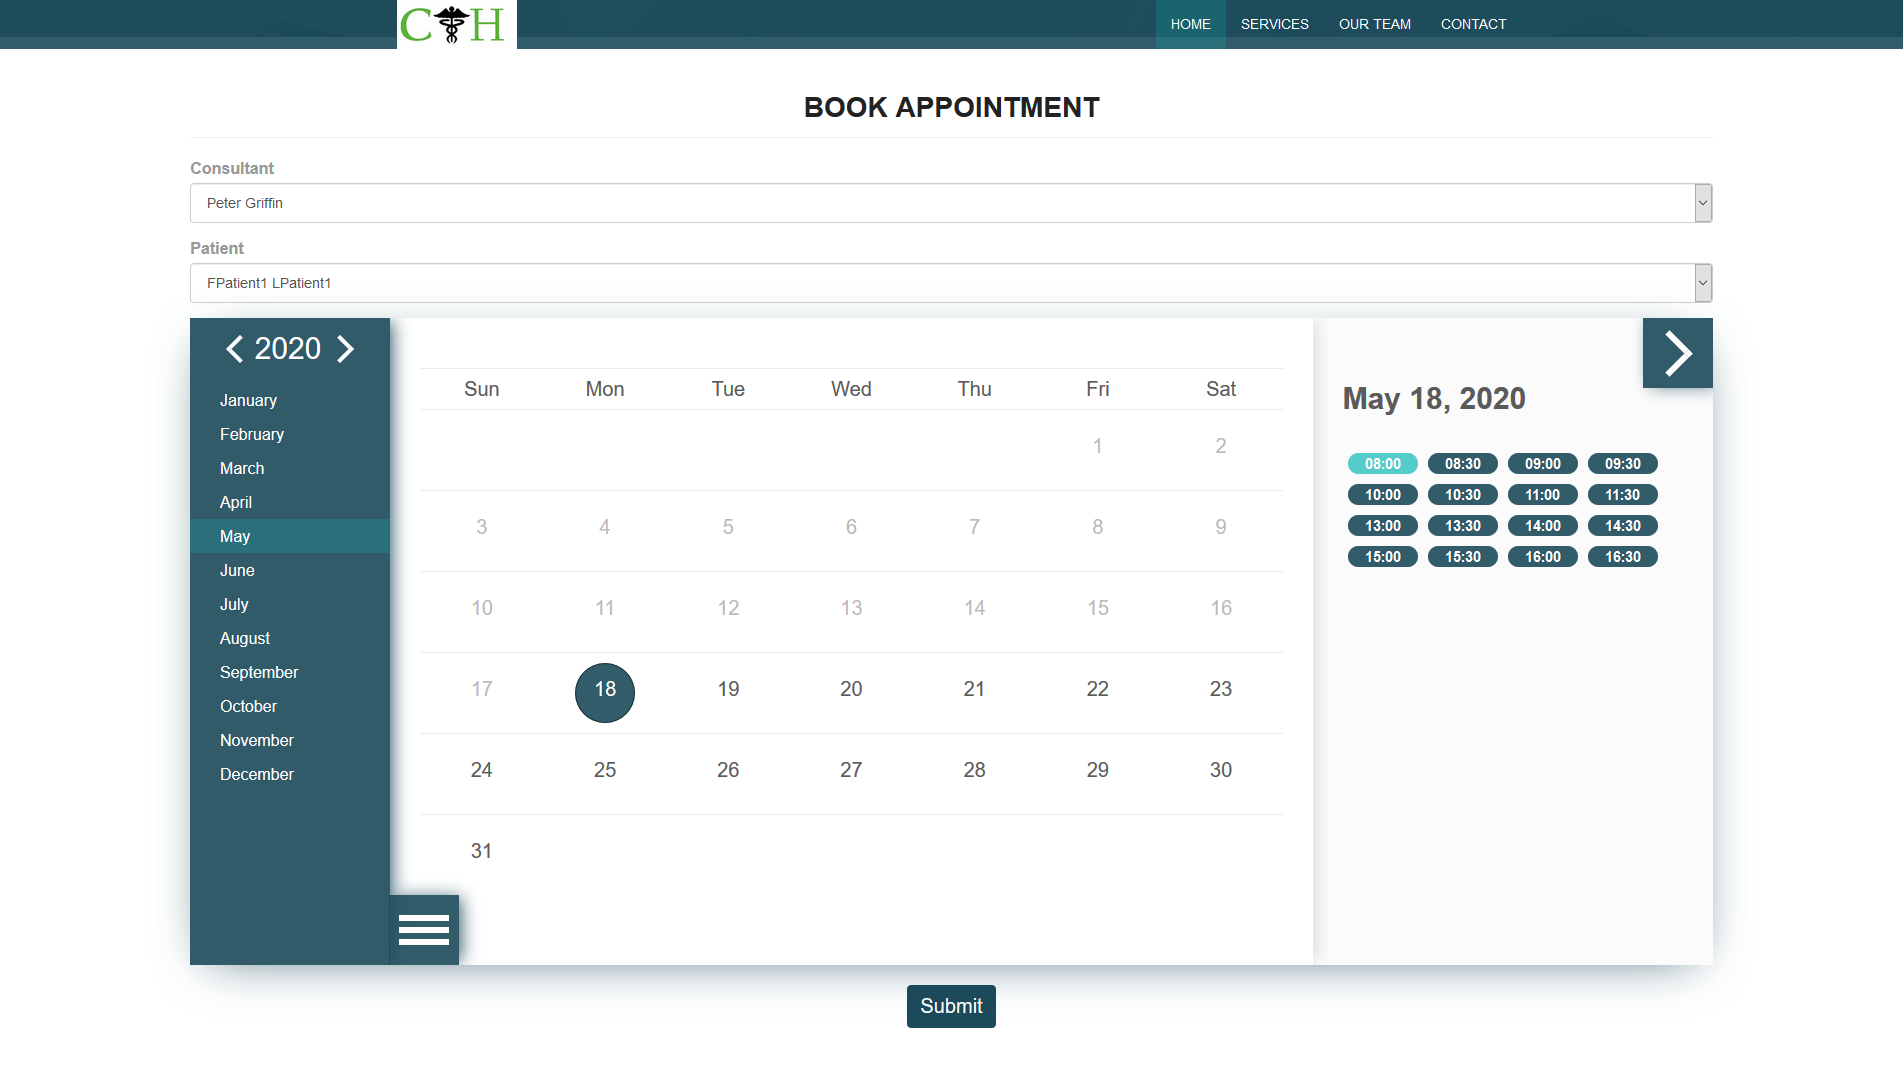 C H
HOME SERVICES OUR TEAM CONTACT
BOOK APPOINTMENT
Consultant
Peter Griffin
Patient
FPatient1 LPatient1
2020
January
February
March
April
May
June
July
August
September
October
November
December
Sun Mon Tue Wed Thu Fri Sat
1 2
3 4 5 6 7 8 9
10 11 12 13 14 15 16
17 18 19 20 21 22 23
24 25 26 27 28 29 30
31
May 18, 2020
08:00 08:30 09:00 09:30
10:00 10:30 11:00 11:30
13:00 13:30 14:00 14:30
15:00 15:30 16:00 16:30
Submit